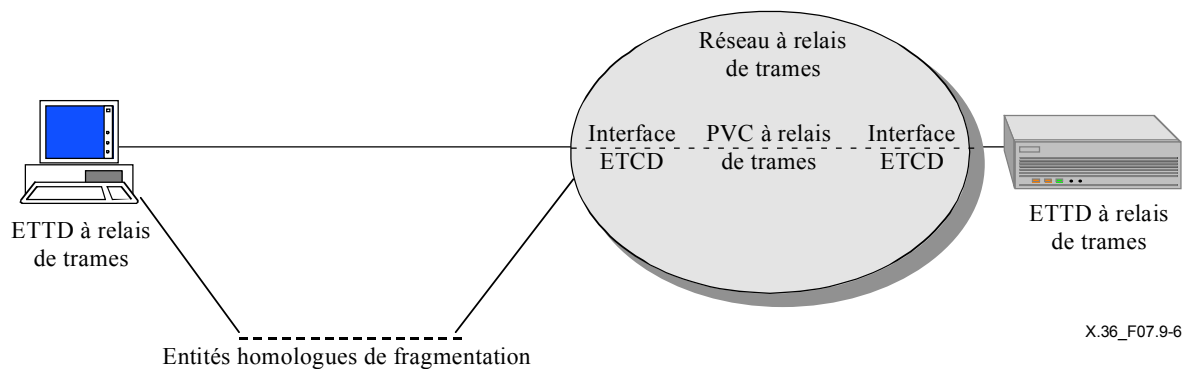 Réseau à relais
de trames
Interface
ETCD
PVC à relais
de trames
Interface
ETCD
ETTD à relais
de trames
ETTD à relais
de trames
Entités homologues de fragmentation
X.36_F07.9-6